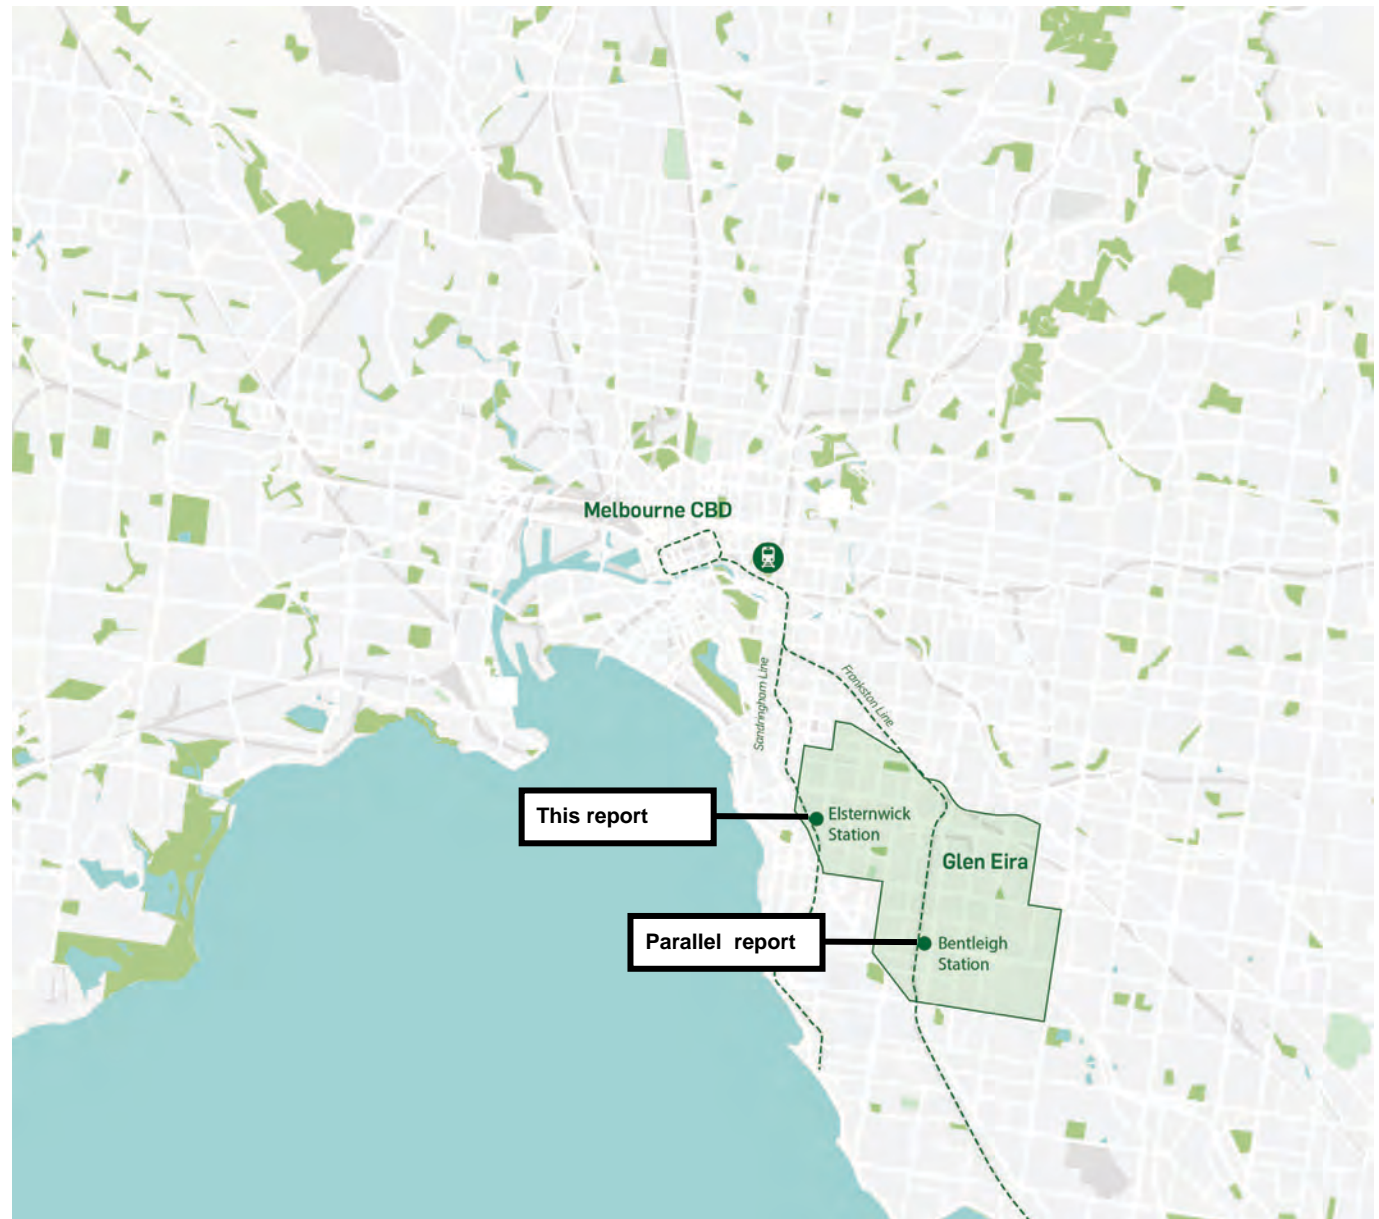 Melbourne CBD
Sandringham Line
Frankston Line
This report
Elsternwick
Station
Glen Eira
Parallel report
Bentleigh
Station